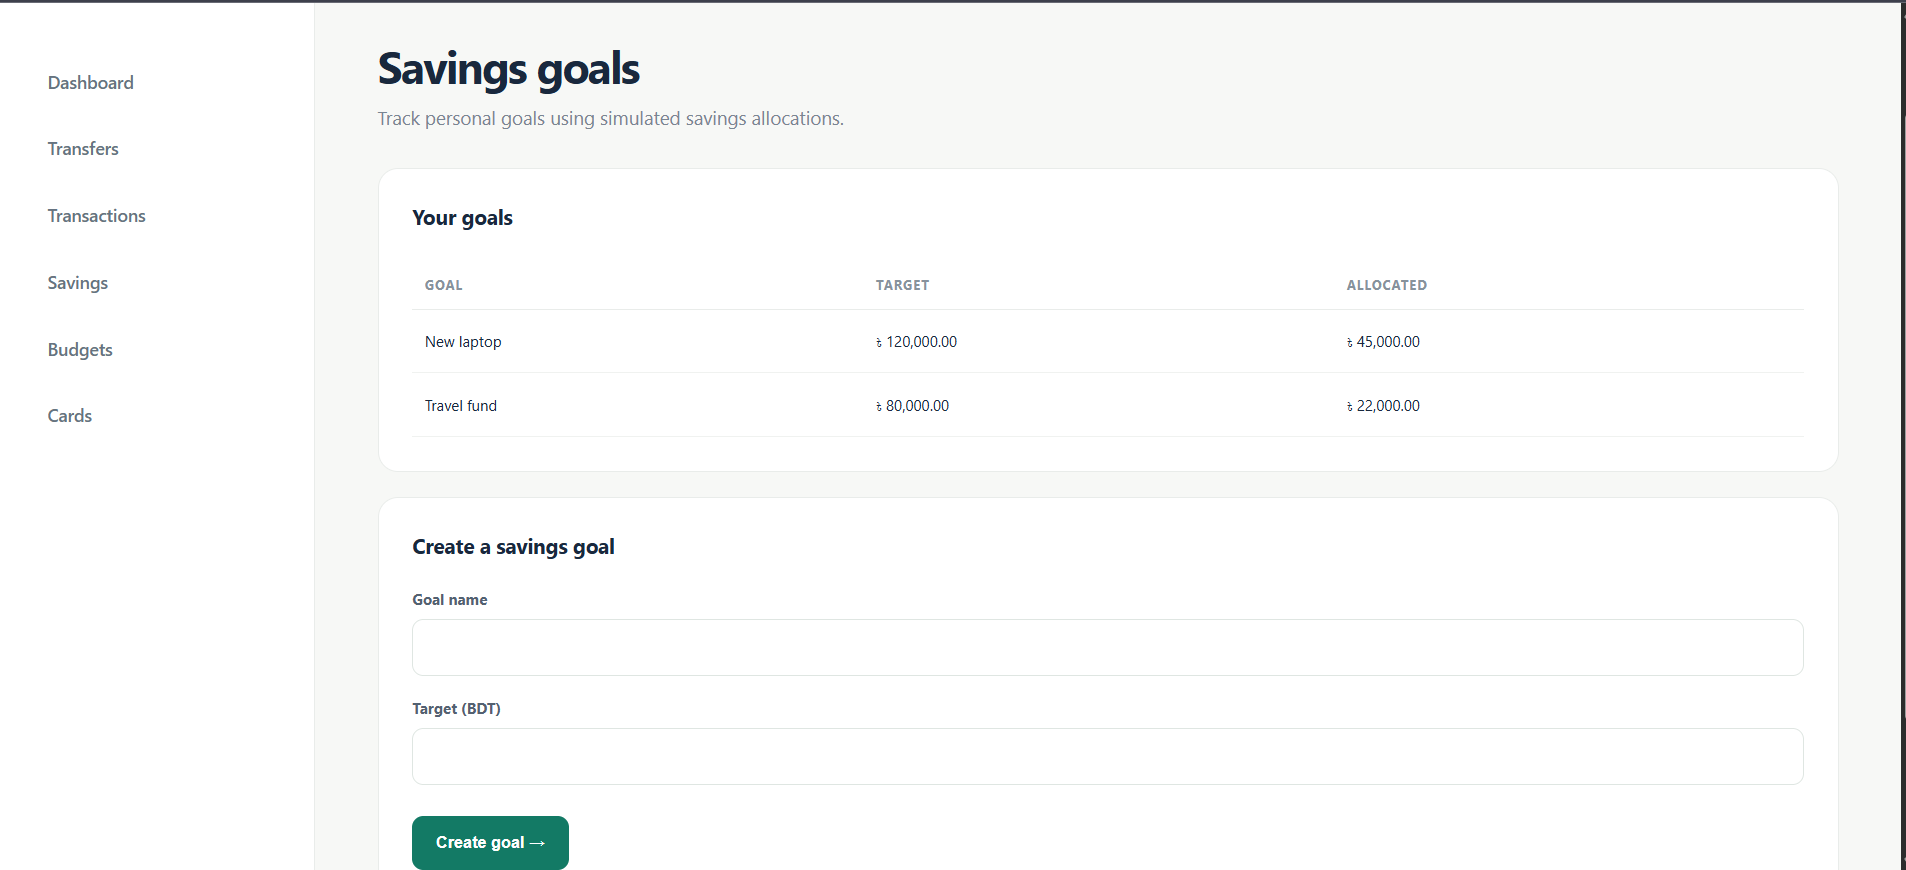 Dashboard
Transfers
Transactions
Savings
Budgets
Cards
Savings goals
Track personal goals using simulated savings allocations.
Your goals
GOAL TARGET ALLOCATED
New laptop ৳ 120,000.00 ৳ 45,000.00
Travel fund ৳ 80,000.00 ৳ 22,000.00
Create a savings goal
Goal name
Target (BDT)
Create goal →